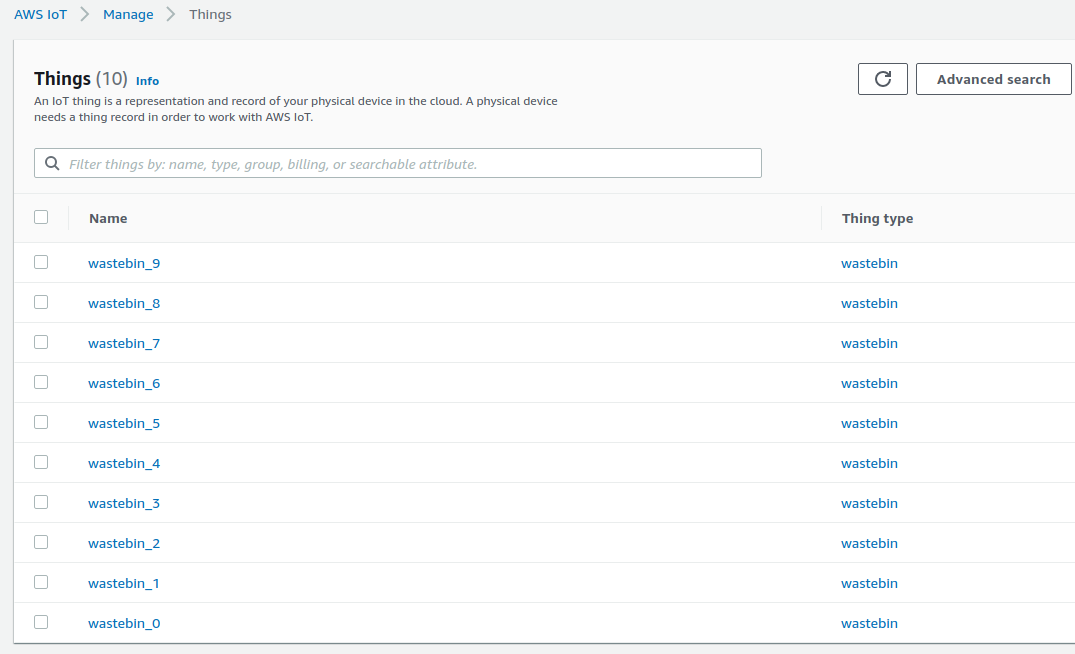 AWS IoT > Manage > Things
Things (10) Info
An IoT thing is a representation and record of your physical device in the cloud. A physical device
needs a thing record in order to work with AWS IoT.
Advanced search
Filter things by: name, type, group, billing, or searchable attribute.
Name Thing type
wastebin_9 wastebin
wastebin_8 wastebin
wastebin_7 wastebin
wastebin_6 wastebin
wastebin_5 wastebin
wastebin_4 wastebin
wastebin_3 wastebin
wastebin_2 wastebin
wastebin_1 wastebin
wastebin_0 wastebin